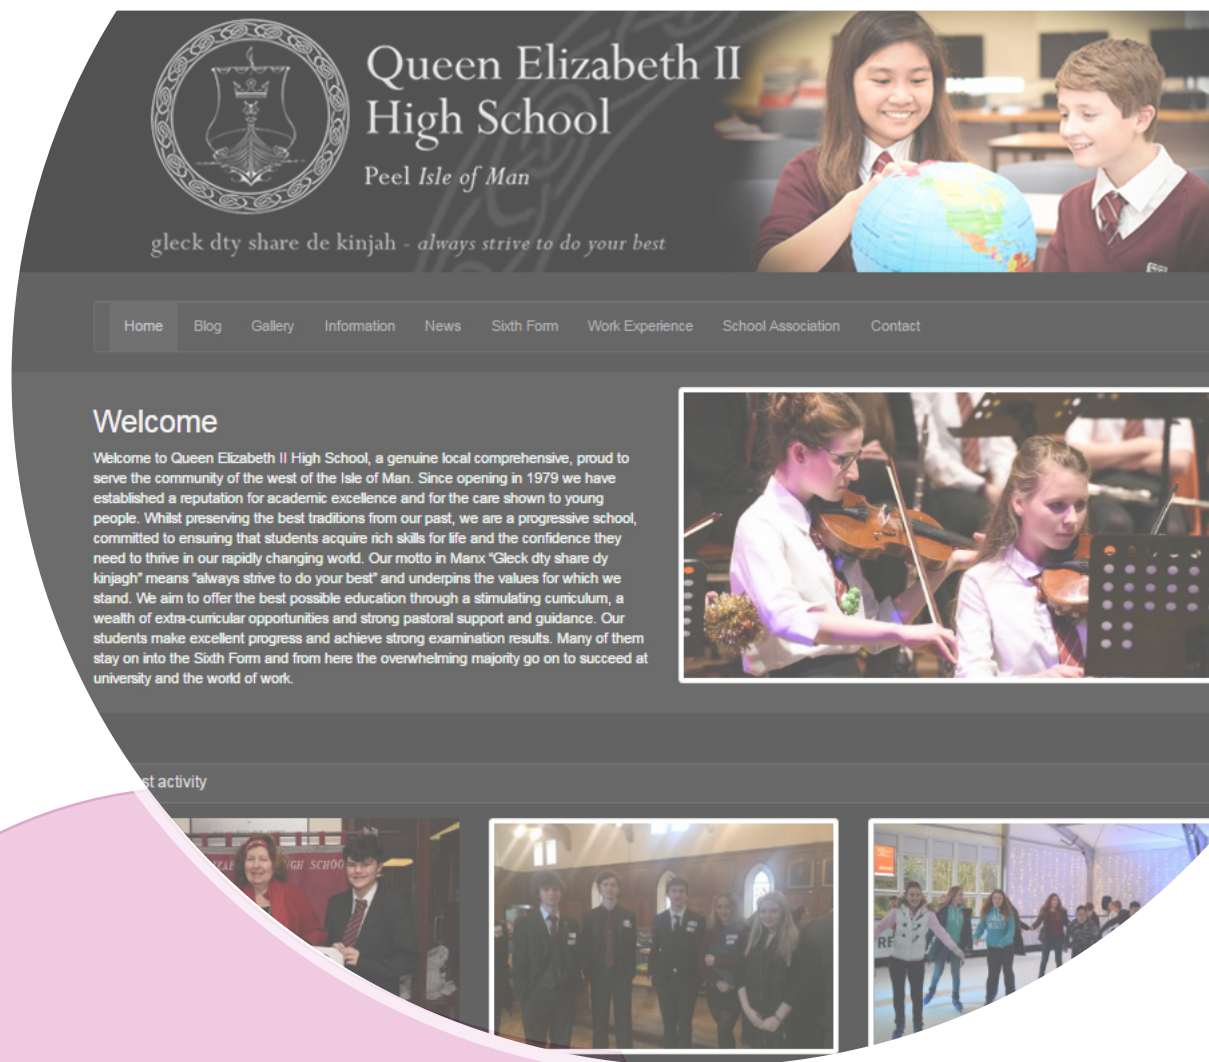 Queen Elizabeth II
High School
Peel Isle of Man
gleck dty share de kinjah - always strive to do your best
Home Blog Gallery Information News Sixth Form Work Experience School Association Contact
Welcome
Welcome to Queen Elizabeth II High School, a genuine local comprehensive, proud to
serve the community of the west of the Isle of Man. Since opening in 1979 we have
established a reputation for academic excellence and for the care shown to young
people. Whilst preserving the best traditions from our past, we are a progressive school,
committed to ensuring that students acquire rich skills for life and the confidence they
need to thrive in our rapidly changing world. Our motto in Manx “Gleck dty share dy
kinjagh” means “always strive to do your best” and underpins the values for which we
stand. We aim to offer the best possible education through a stimulating curriculum, a
wealth of extra-curricular opportunities and strong pastoral support and guidance. Our
students make excellent progress and achieve strong examination results. Many of them
stay on into the Sixth Form and from here the overwhelming majority go on to succeed at
university and the world of work.
st activity
GH SCHOO